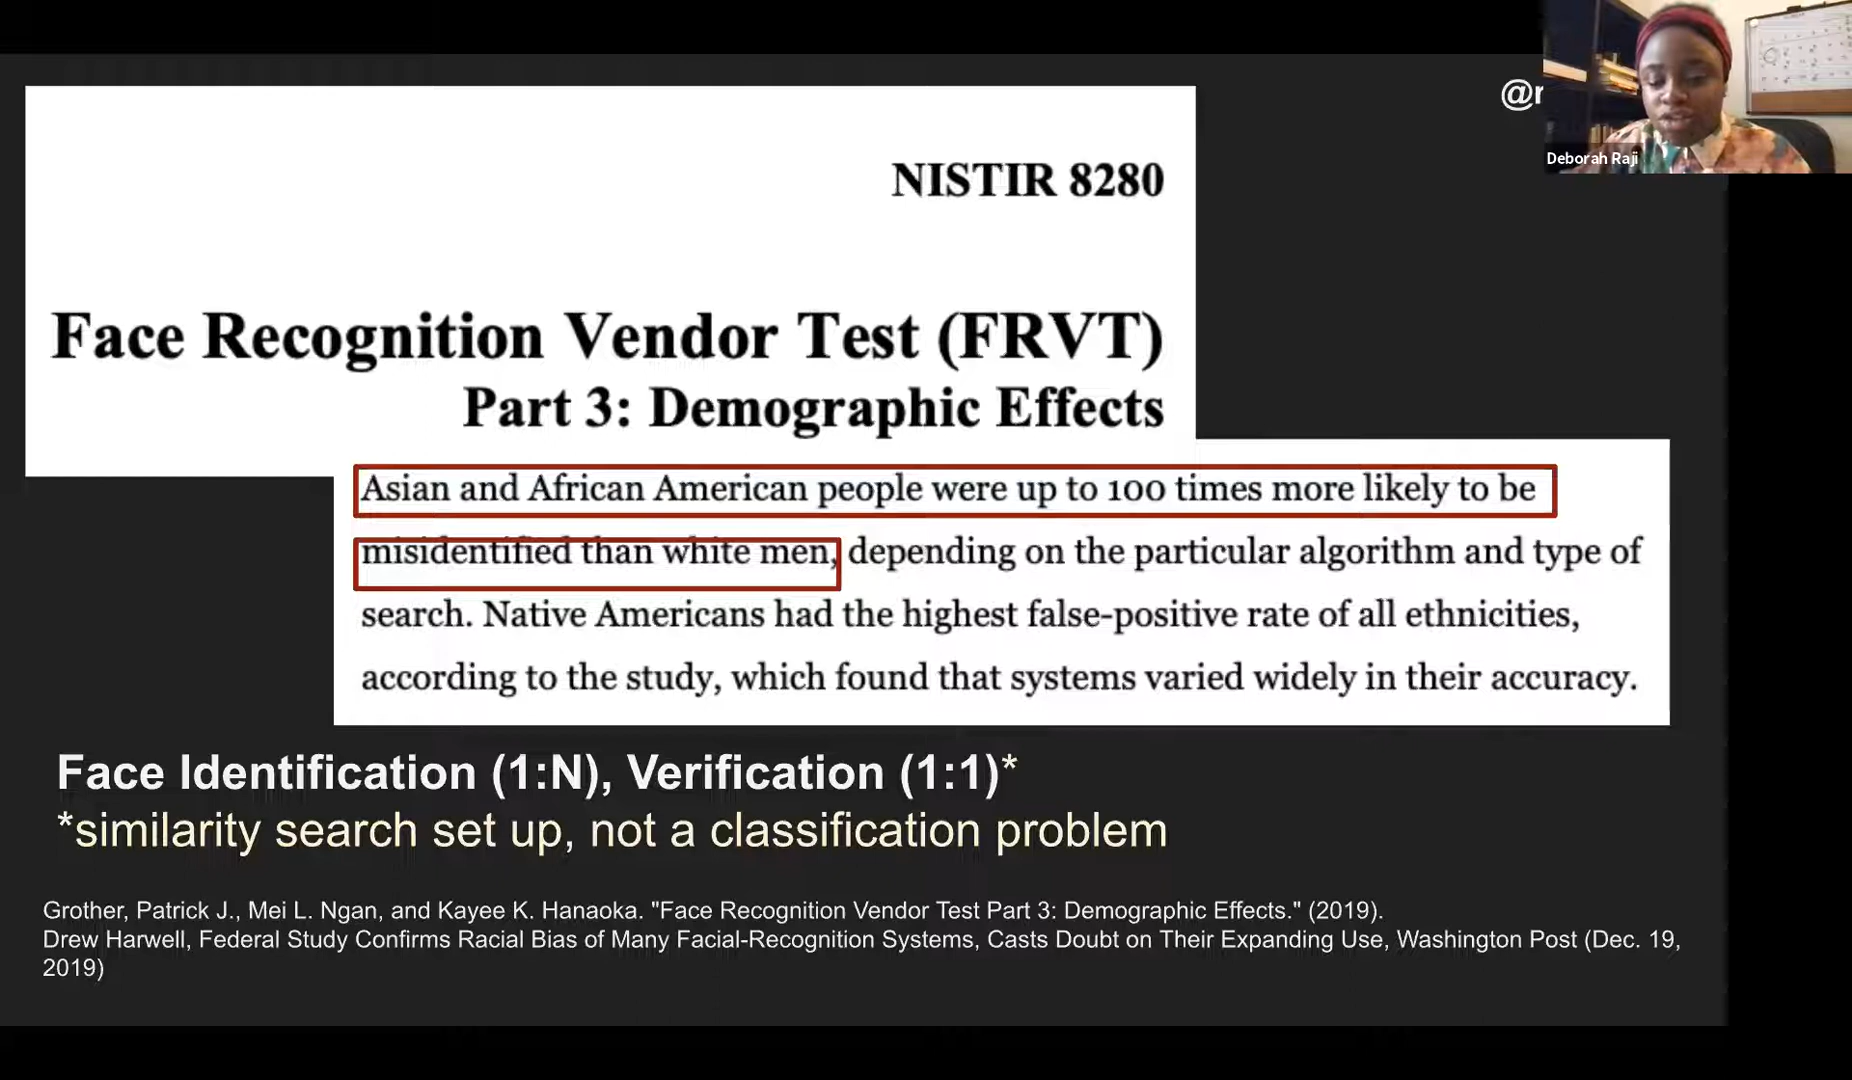 @r
Deborah Raji
NISTIR 8280
Face Recognition Vendor Test (FRVT)
Part 3: Demographic Effects
Asian and African American people were up to 100 times more likely to be
misidentified than white men, depending on the particular algorithm and type of
search. Native Americans had the highest false-positive rate of all ethnicities,
according to the study, which found that systems varied widely in their accuracy.
Face Identification (1:N), Verification (1:1)*
*similarity search set up, not a classification problem
Grother, Patrick J., Mei L. Ngan, and Kayee K. Hanaoka. "Face Recognition Vendor Test Part 3: Demographic Effects." (2019).
Drew Harwell, Federal Study Confirms Racial Bias of Many Facial-Recognition Systems, Casts Doubt on Their Expanding Use, Washington Post (Dec. 19,
2019)